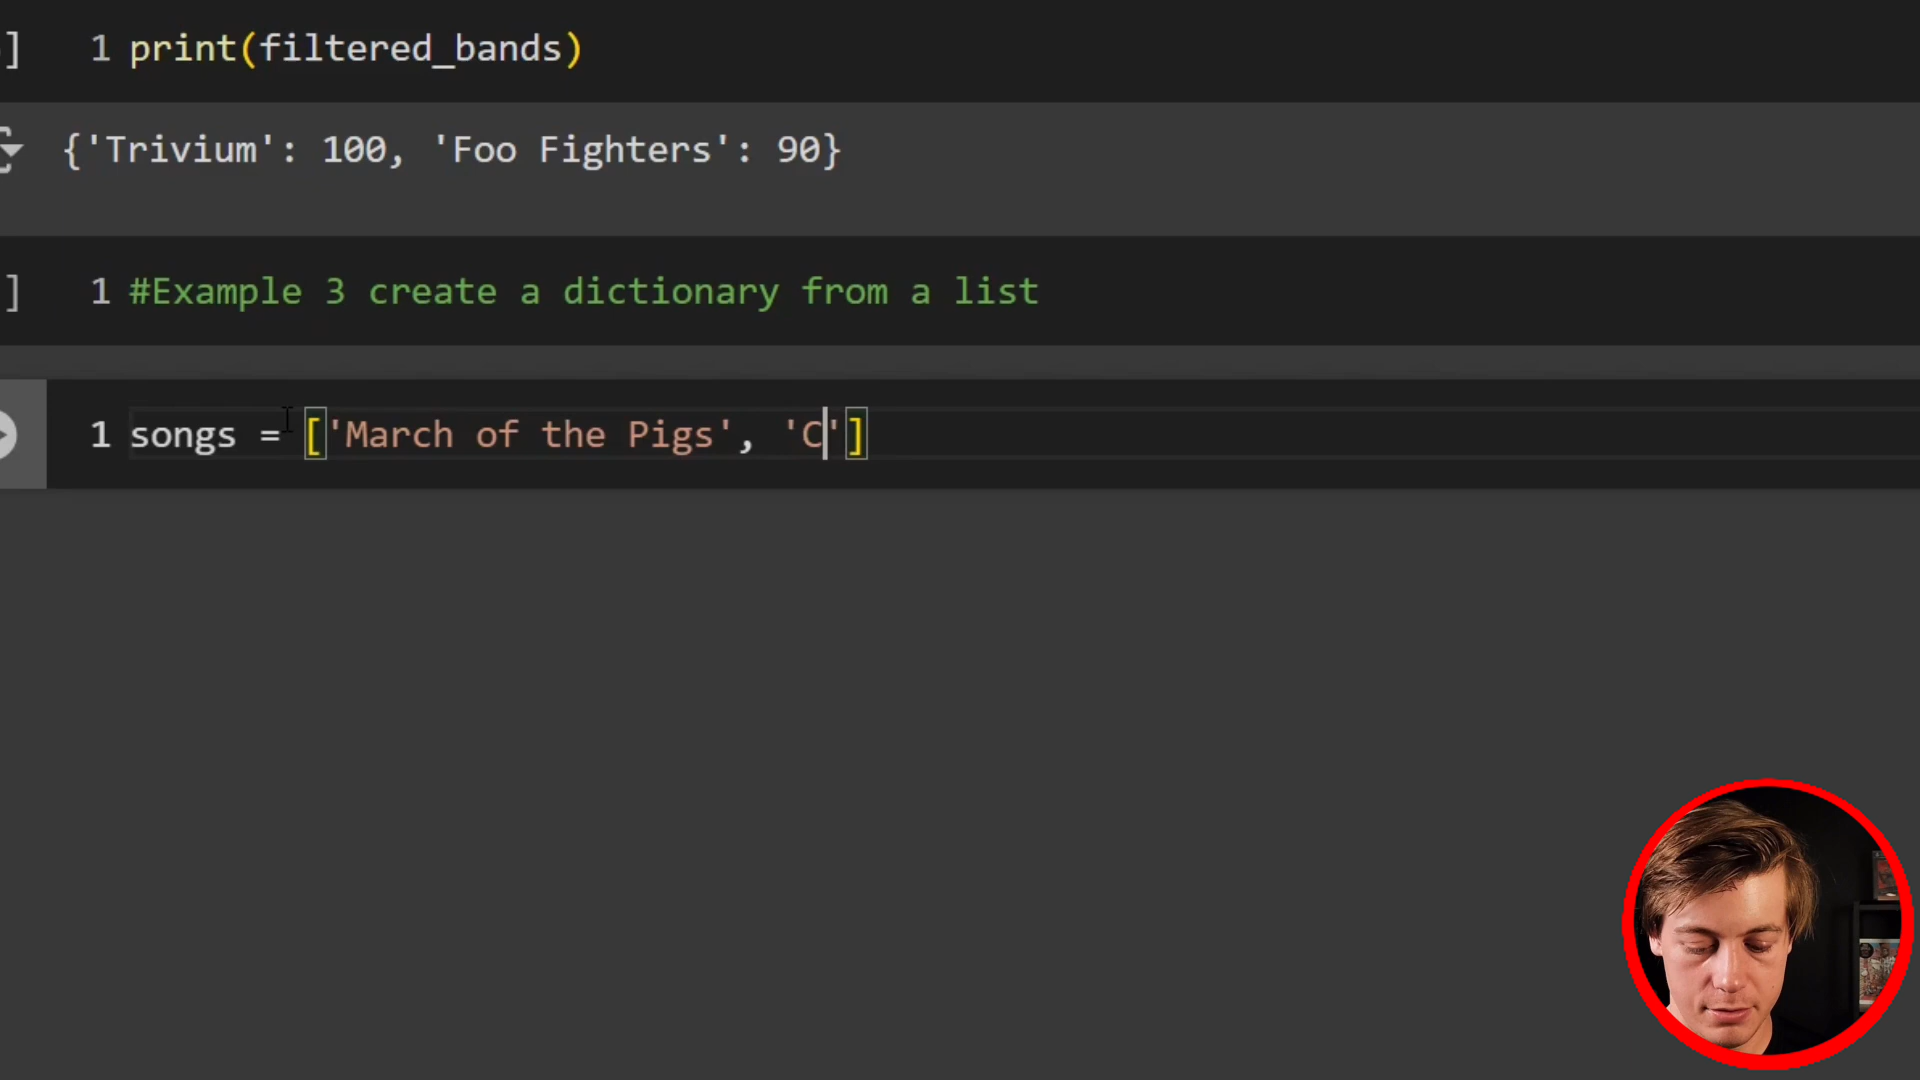 ] 1 print(filtered_bands)
{'Trivium': 100, 'Foo Fighters': 90}
] 1 #Example 3 create a dictionary from a list
1 songs = ['March of the Pigs', 'C']